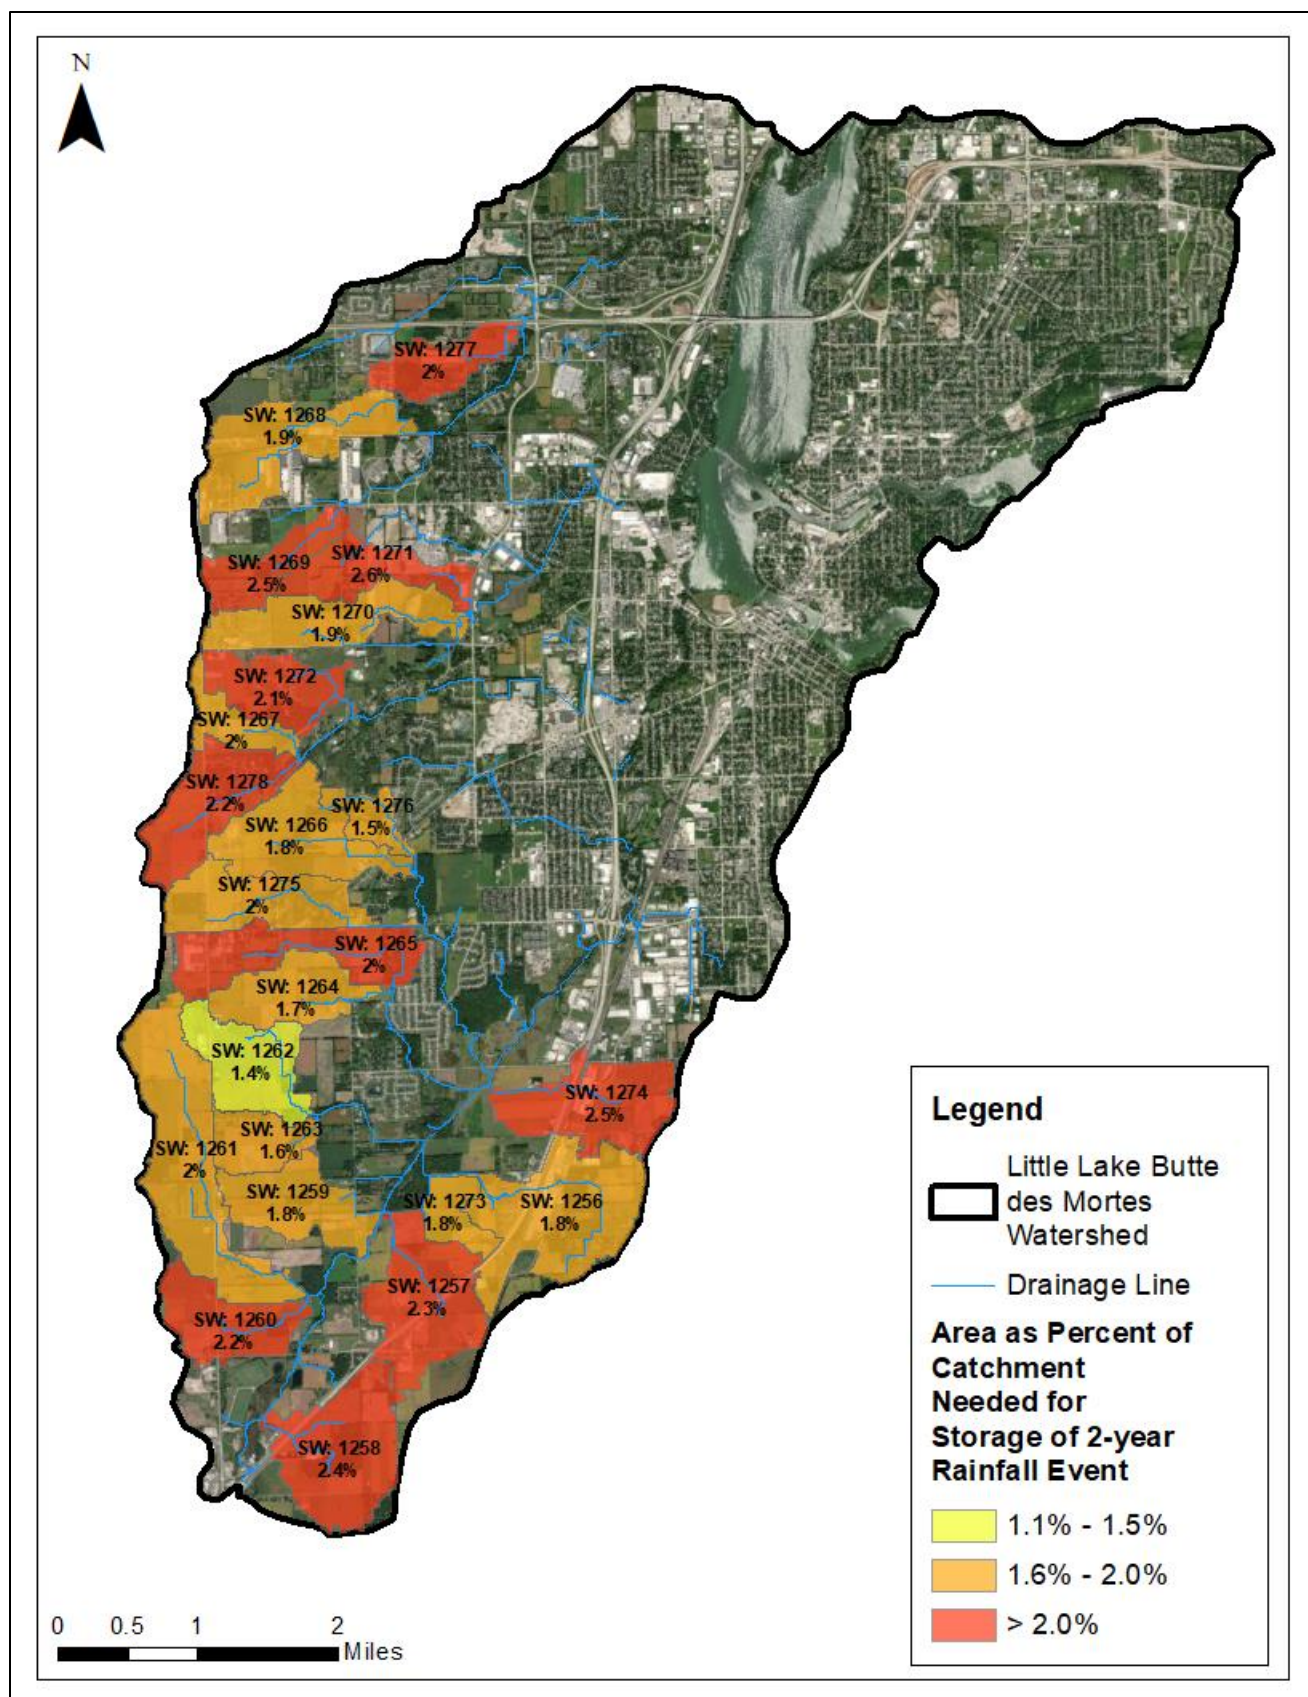 N
SW: 1277
2%
SW: 1268
1.9%
SW: 1269
2.5%
SW: 1271
2.6%
SW: 1270
1.9%
SW: 1272
2.1%
SW: 1267
2%
SW: 1278
2.2%
SW: 1276
1.5%
SW: 1266
1.8%
SW: 1275
2%
SW: 1265
2%
SW: 1264
1.7%
SW: 1262
1.4%
SW: 1274
2.5%
SW: 1263
1.6%
SW: 1261
2%
SW: 1259
1.8%
SW: 1273
1.8%
SW: 1256
1.8%
SW: 1257
2.3%
SW: 1260
2.2%
SW: 1258
2.4%
Legend
Little Lake Butte
des Mortes
Watershed
Drainage Line
Area as Percent of
Catchment
Needed for
Storage of 2-year
Rainfall Event
1.1% - 1.5%
1.6% - 2.0%
> 2.0%
0 0.5 1 2
Miles